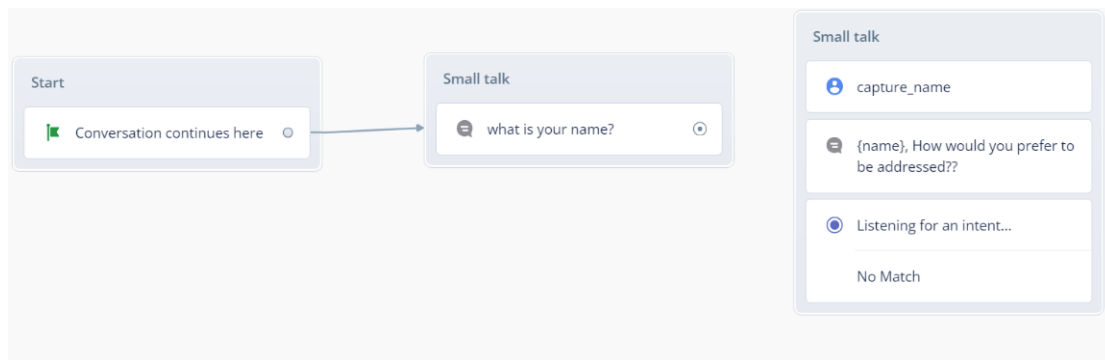 Start
Conversation continues here
Small talk
what is your name?
Small talk
capture_name
{name}, How would you prefer to
be addressed??
Listening for an intent...
No Match